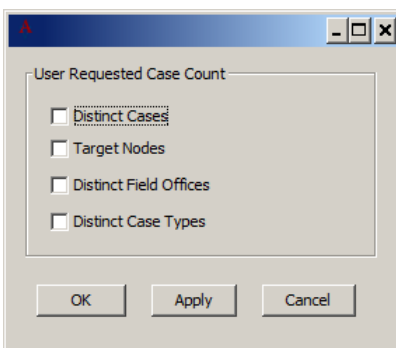 A
User Requested Case Count
Distinct Cases
Target Nodes
Distinct Field Offices
Distinct Case Types
OK Apply Cancel